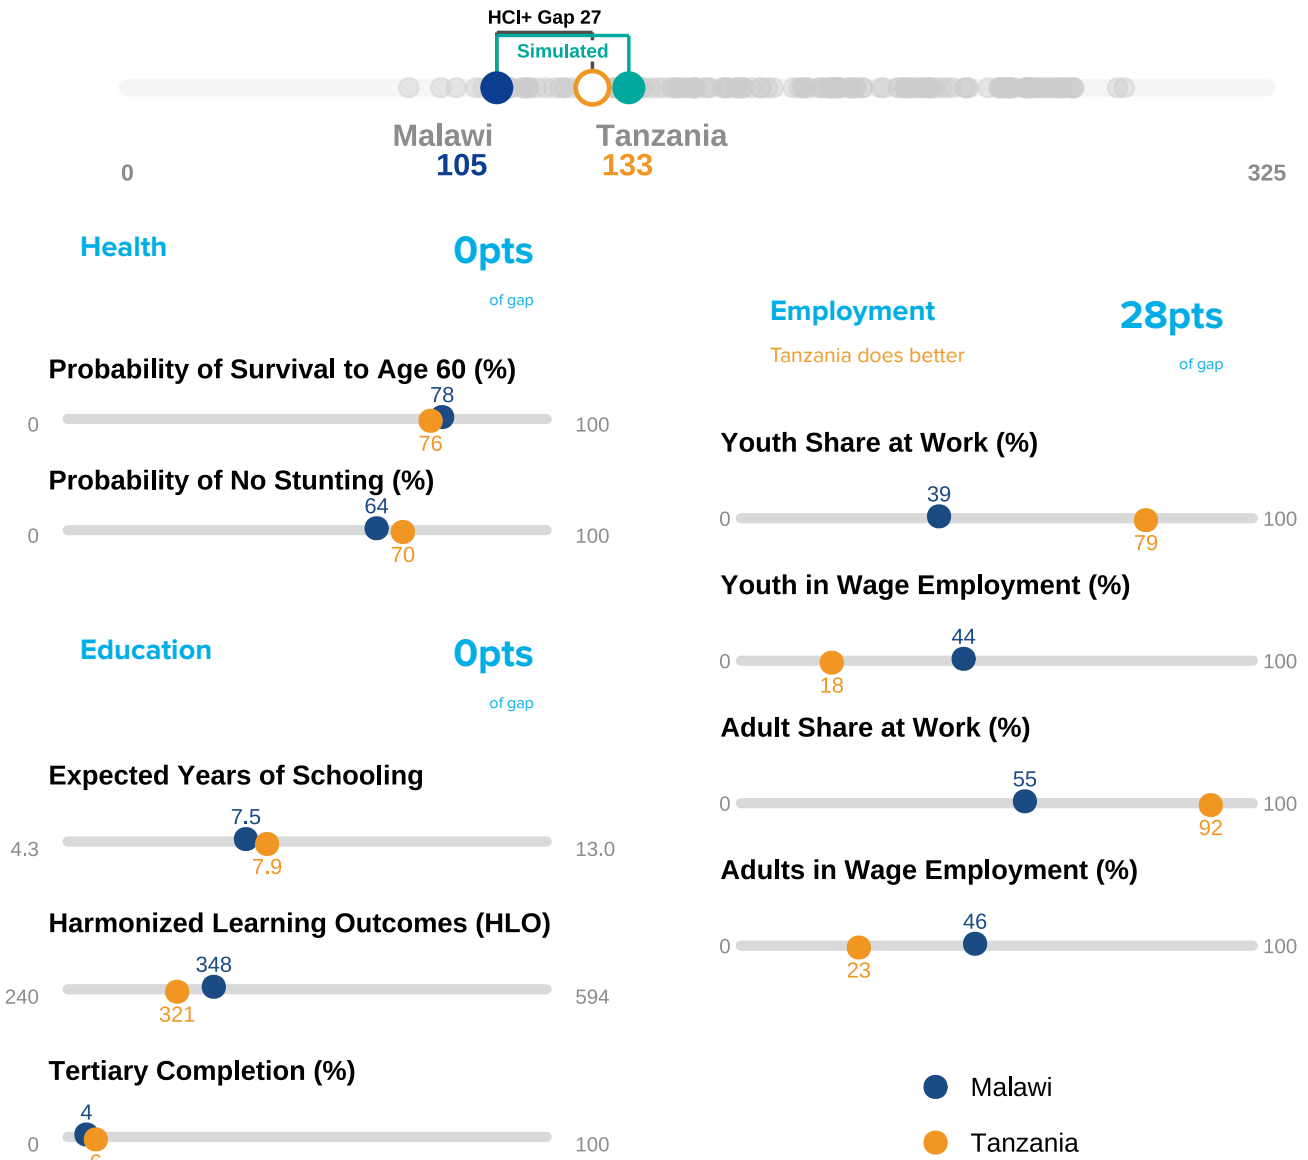 HCI+ Gap 27
Simulated
Malawi
Tanzania
105
133
0
325
Health
0pts
of gap
Probability of Survival to Age 60 (%)
78
0
100
76
Probability of No Stunting (%)
64
0
100
70
Education
0pts
of gap
Expected Years of Schooling
7.5
4.3
13.0
7.9
Harmonized Learning Outcomes (HLO)
348
240
594
321
Tertiary Completion (%)
4
0
100
6
Employment
28pts
Tanzania does better
of gap
Youth Share at Work (%)
39
0
100
79
Youth in Wage Employment (%)
44
0
100
18
Adult Share at Work (%)
55
0
100
92
Adults in Wage Employment (%)
46
0
100
23
Malawi
Tanzania